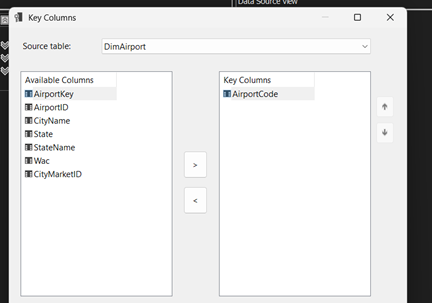 Data Source View
Key Columns
Source table:
DimAirport
Available Columns
AirportKey
AirportID
CityName
State
StateName
Wac
CityMarketID
>
<
Key Columns
AirportCode